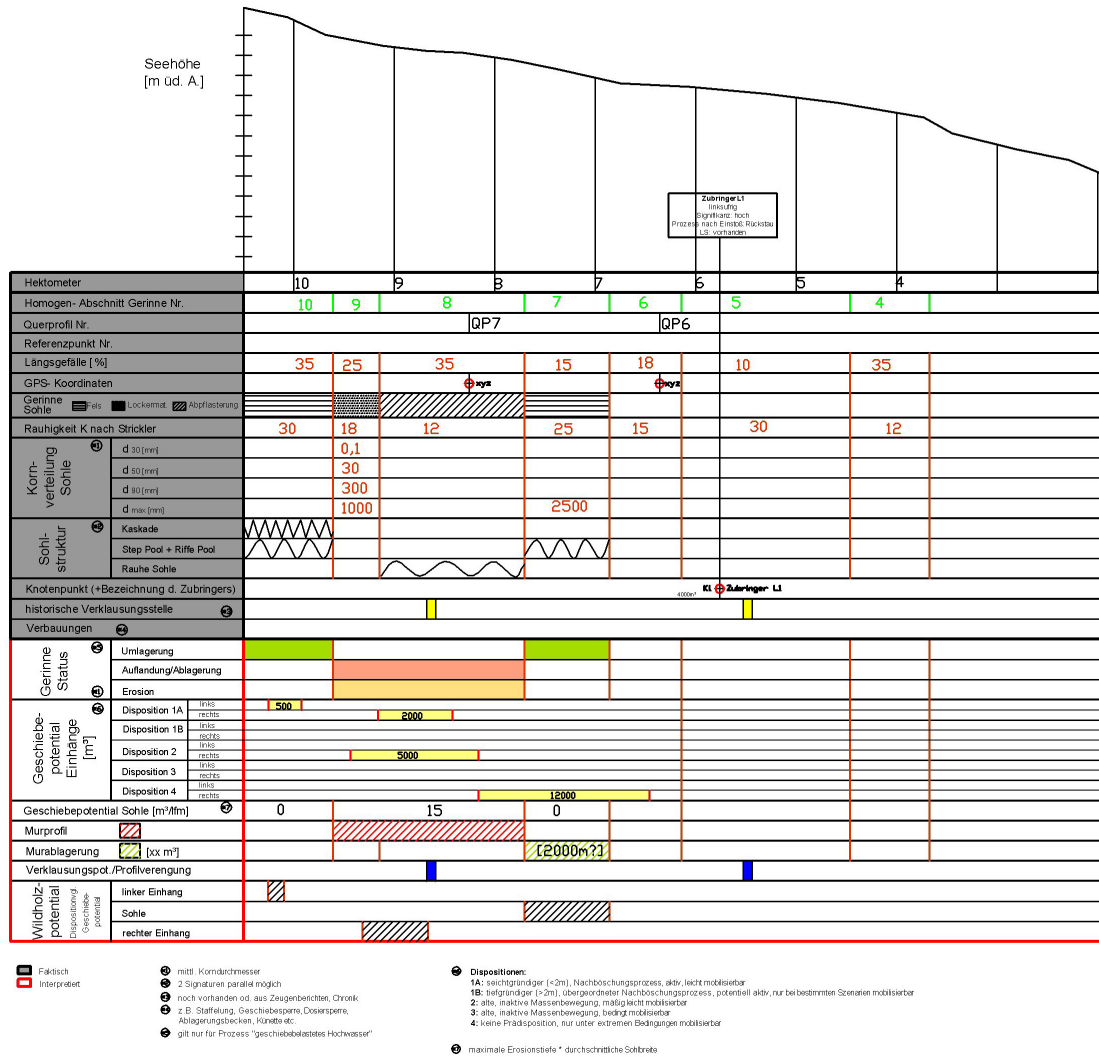 Seehöhe
[m üd. A.]
Zubringer L1
linksufrig
Signifikanz: hoch
Prozess nach Einstoß: Rückstau
LS: vorhanden
Hektometer 10 9 8 7 6 5 4
Homogen- Abschnitt Gerinne Nr. 10 9 8 7 6 5 4
Querprofil Nr. QP7 QP6
Referenzpunkt Nr.
Längsgefälle [%] 35 25 35 15 18 10 35
GPS- Koordinaten xyz xyz
Gerinne Sohle Fels Lockermat. Abpflasterung
Rauhigkeit K nach Strickler 30 18 12 25 15 30 12
Korn-
verteilung
Sohle
d 30 [mm] 0,1
d 50 [mm] 30
d 90 [mm] 300
d max [mm] 1000 2500
Sohl-
struktur
Kaskade
Step Pool + Riffe Pool
Rauhe Sohle
Knotenpunkt (+Bezeichnung d. Zubringers) 4000m³ K1 Zubringer L1
historische Verklausungsstelle
Verbauungen
Gerinne
Status
Umlagerung
Auflandung/Ablagerung
Erosion
Geschiebe-
potential
Einhänge
[m³]
Disposition 1A links 500
rechts 2000
Disposition 1B links
rechts
Disposition 2 links
rechts 5000
Disposition 3 links
rechts
Disposition 4 links
rechts 12000
Geschiebepotential Sohle [m³/lfm] 0 15 0
Murprofil
Murablagerung [xx m³] [2000m?]
Verklausungspot./Profilverengung
Wildholz-
potential
Dispositionvgl.
Geschiebe-
potential
linker Einhang
Sohle
rechter Einhang
Faktisch
Interpretiert
mittl. Korndurchmesser
2 Signaturen parallel möglich
noch vorhanden od. aus Zeugenberichten, Chronik
z.B. Staffelung, Geschiebesperre, Dosiersperre,
Ablagerungsbecken, Künette etc.
gilt nur für Prozess "geschiebebelastetes Hochwasser"
Dispositionen:
1A: seichtgründiger (<2m), Nachböschungsprozess, aktiv, leicht mobilisierbar
1B: tiefgründiger (>2m), übergeordneter Nachböschungsprozess, potentiell aktiv, nur bei bestimmten Szenarien mobilisierbar
2: alte, inaktive Massenbewegung, mäßig leicht mobilisierbar
3: alte, inaktive Massenbewegung, bedingt mobilisierbar
4: keine Prädisposition, nur unter extremen Bedingungen mobilisierbar
maximale Erosionstiefe * durchschnittliche Sohlbreite